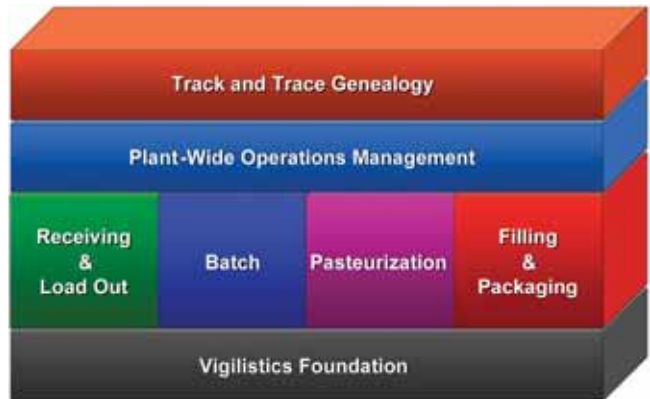 Track and Trace Genealogy
Plant-Wide Operations Management
Receiving
&
Load Out
Batch
Pasteurization
Filling
&
Packaging
Vigilistics Foundation